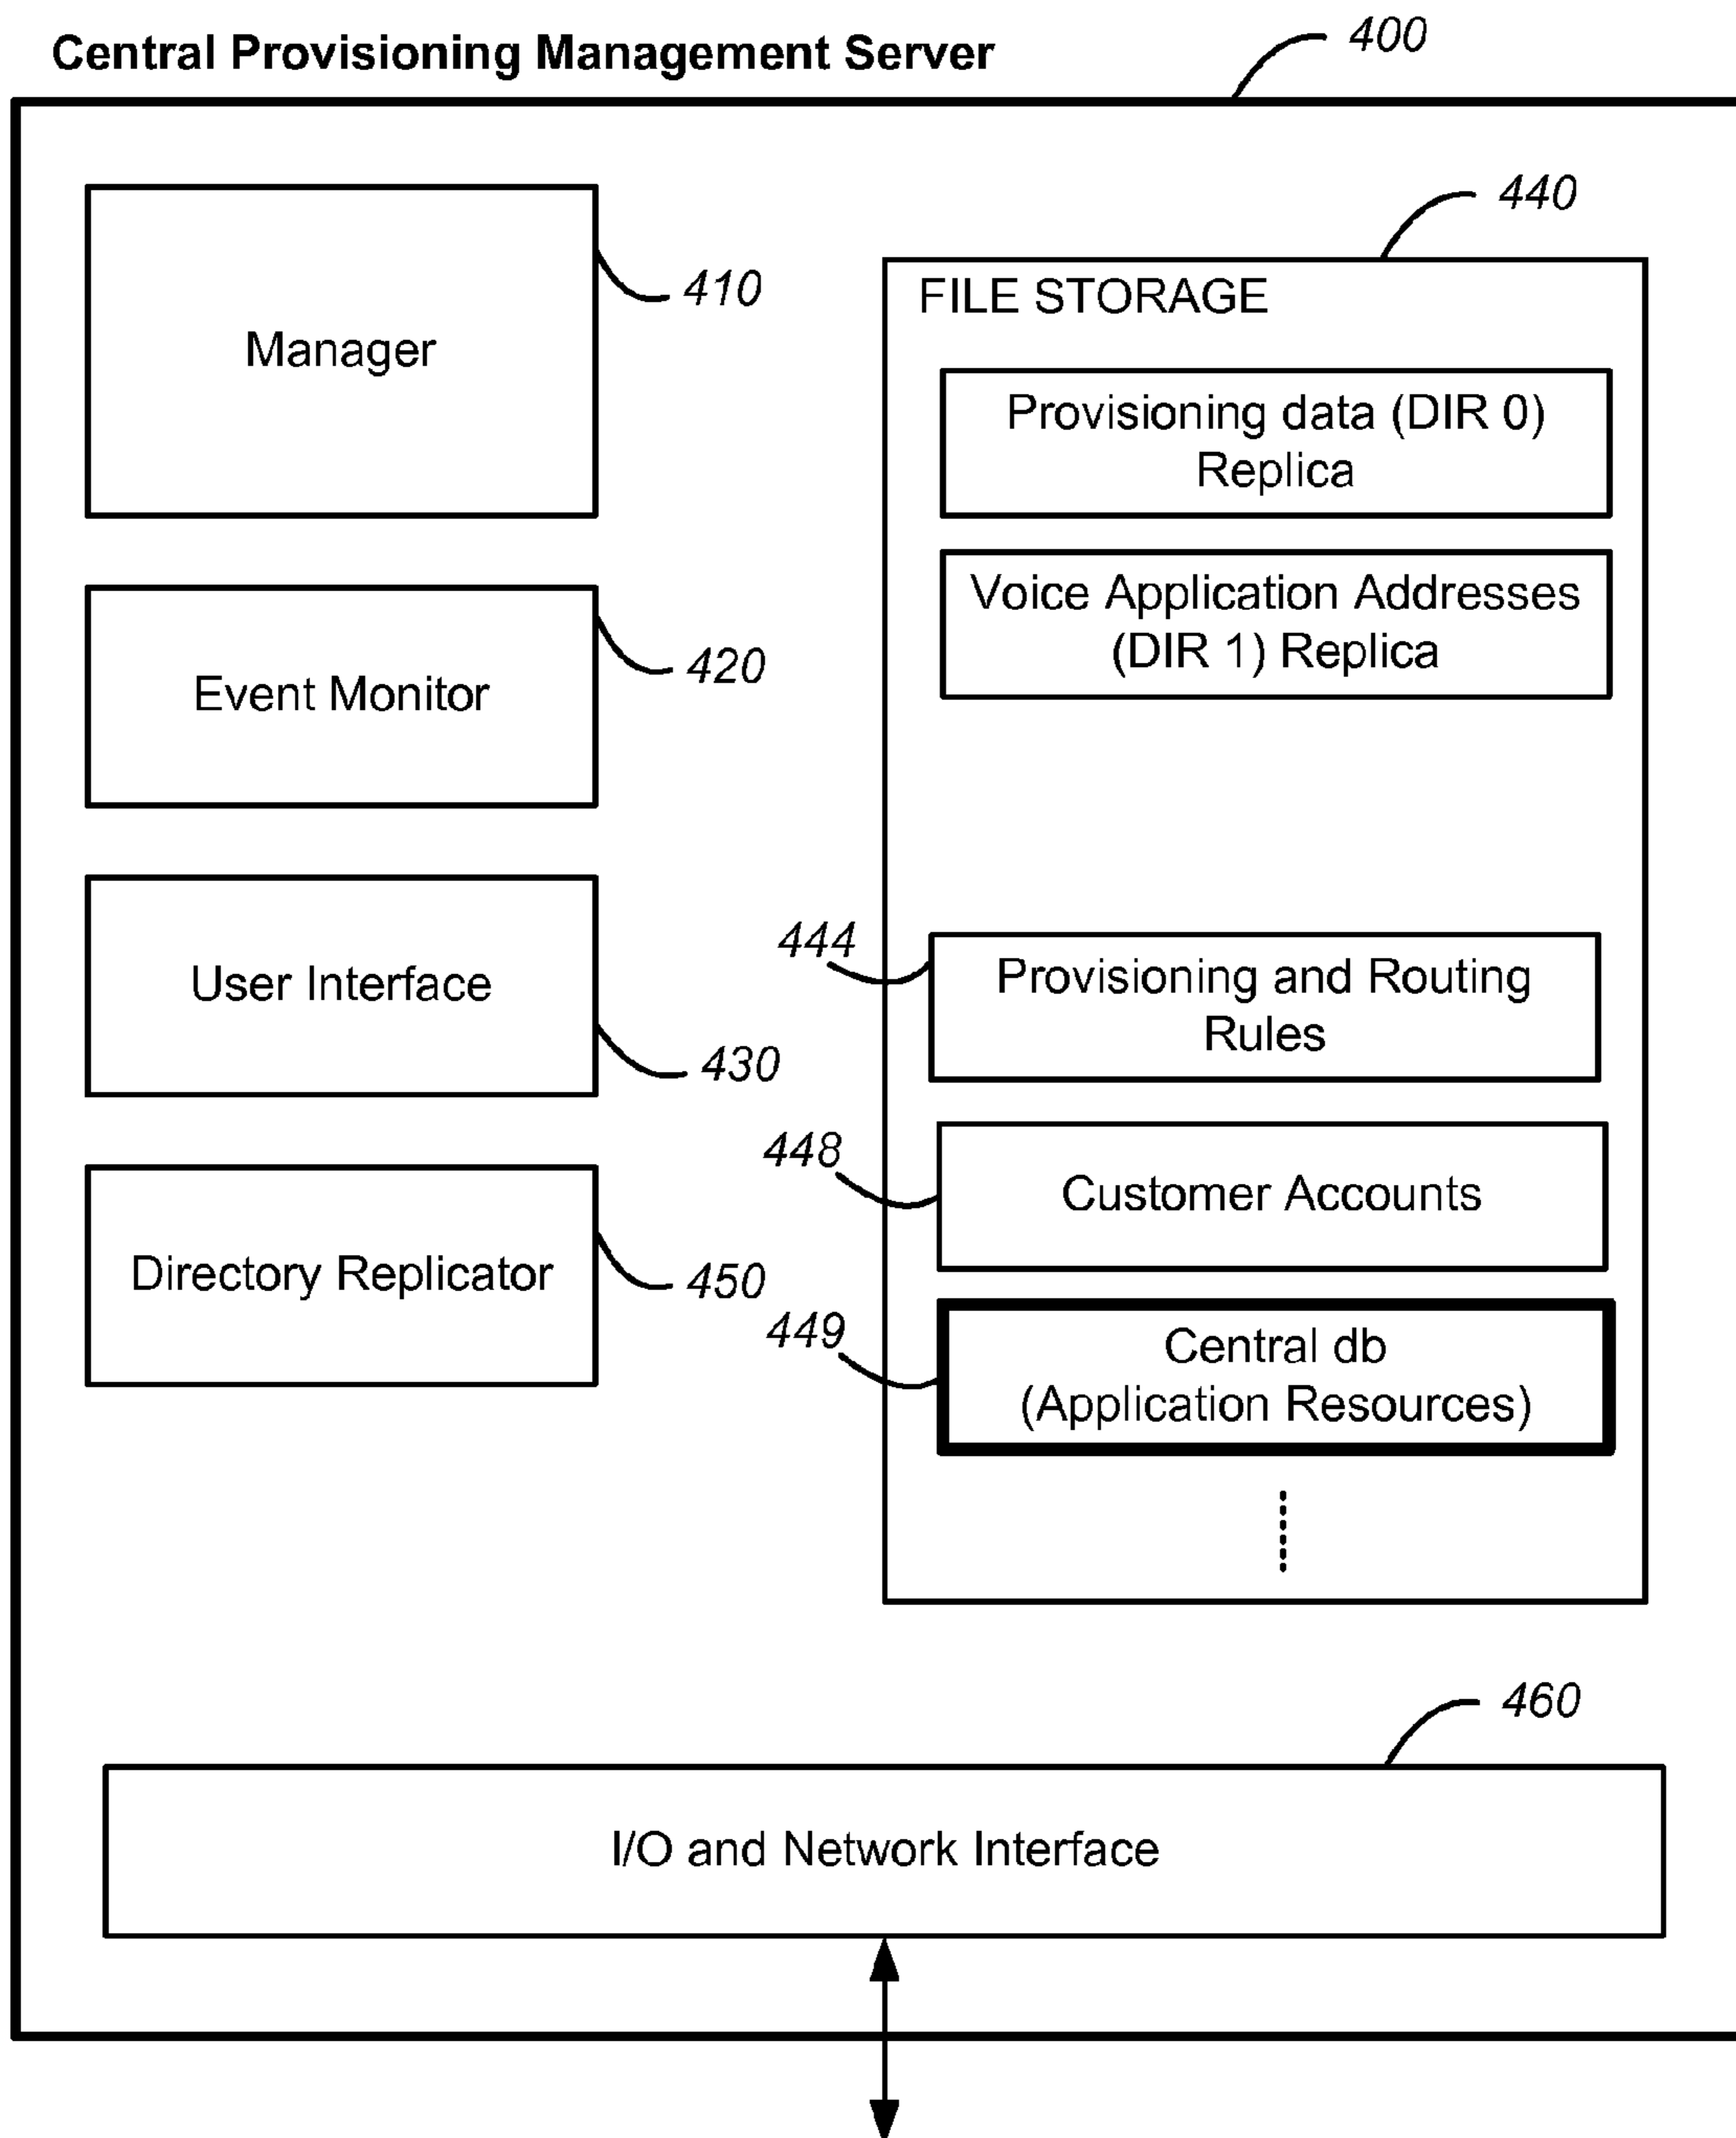 Central Provisioning Management Server
400
440
Manager
410
FILE STORAGE
Provisioning data (DIR 0)
Replica
Voice Application Addresses
(DIR 1) Replica
Event Monitor
420
User Interface
430
444
Provisioning and Routing
Rules
448
Customer Accounts
Directory Replicator
450
449
Central db
(Application Resources)
460
I/O and Network Interface